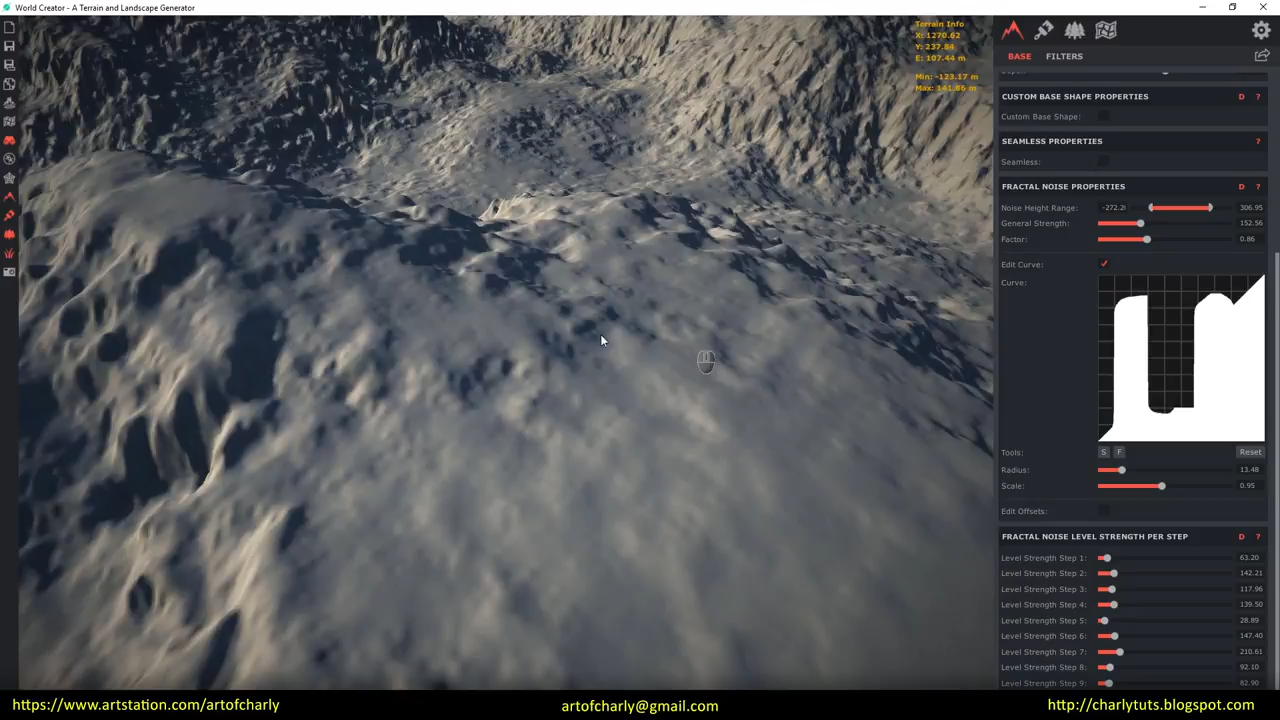 World Creator - A Terrain and Landscape Generator
Terrain Info
X: 1270.62
Y: 237.84
E: 107.44 m
Min: -123.17 m
Max: 141.86 m
BASE FILTERS
CUSTOM BASE SHAPE PROPERTIES D ?
Custom Base Shape:
SEAMLESS PROPERTIES ?
Seamless:
FRACTAL NOISE PROPERTIES D ?
Noise Height Range: -272.2 306.95
General Strength: 152.56
Factor: 0.86
Edit Curve:
Curve:
Tools: S F Reset
Radius: 13.48
Scale: 0.95
Edit Offsets:
FRACTAL NOISE LEVEL STRENGTH PER STEP D ?
Level Strength Step 1: 63.20
Level Strength Step 2: 142.21
Level Strength Step 3: 117.96
Level Strength Step 4: 139.50
Level Strength Step 5: 28.89
Level Strength Step 6: 147.40
Level Strength Step 7: 210.61
Level Strength Step 8: 92.10
Level Strength Step 9: 82.90
https://www.artstation.com/artofcharly artofcharly@gmail.com http://charlytuts.blogspot.com